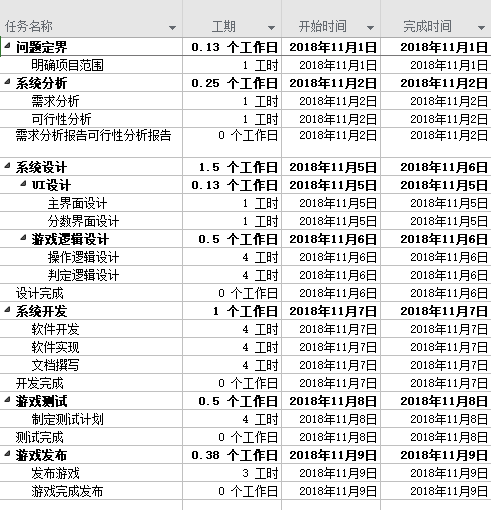 任务名称 工期 开始时间 完成时间
问题定界 0.13 个工作日 2018年11月1日 2018年11月1日
明确项目范围 1 工时 2018年11月1日 2018年11月1日
系统分析 0.25 个工作日 2018年11月2日 2018年11月2日
需求分析 1 工时 2018年11月2日 2018年11月2日
可行性分析 1 工时 2018年11月2日 2018年11月2日
需求分析报告可行性分析报告 0 个工作日 2018年11月2日 2018年11月2日
系统设计 1.5 个工作日 2018年11月5日 2018年11月6日
UI设计 0.13 个工作日 2018年11月5日 2018年11月5日
主界面设计 1 工时 2018年11月5日 2018年11月5日
分数界面设计 1 工时 2018年11月5日 2018年11月5日
游戏逻辑设计 0.5 个工作日 2018年11月6日 2018年11月6日
操作逻辑设计 4 工时 2018年11月6日 2018年11月6日
判定逻辑设计 4 工时 2018年11月6日 2018年11月6日
设计完成 0 个工作日 2018年11月6日 2018年11月6日
系统开发 1 个工作日 2018年11月7日 2018年11月7日
软件开发 4 工时 2018年11月7日 2018年11月7日
软件实现 4 工时 2018年11月7日 2018年11月7日
文档撰写 4 工时 2018年11月7日 2018年11月7日
开发完成 0 个工作日 2018年11月7日 2018年11月7日
游戏测试 0.5 个工作日 2018年11月8日 2018年11月8日
制定测试计划 4 工时 2018年11月8日 2018年11月8日
测试完成 0 个工作日 2018年11月8日 2018年11月8日
游戏发布 0.38 个工作日 2018年11月9日 2018年11月9日
发布游戏 3 工时 2018年11月9日 2018年11月9日
游戏完成发布 0 个工作日 2018年11月9日 2018年11月9日